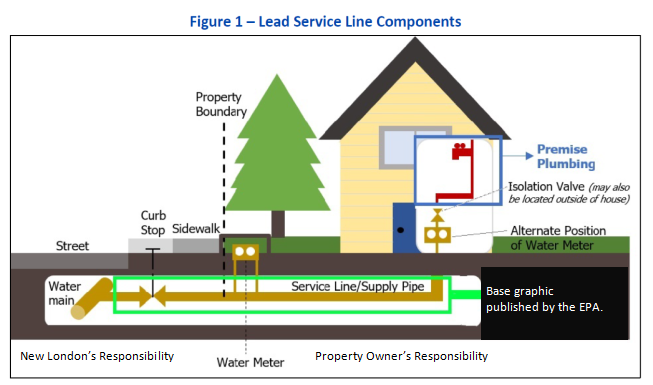 Figure 1 – Lead Service Line Components
Property
Boundary
Premise
Plumbing
Isolation Valve (may also
be located outside of house)
Curb
Stop
Sidewalk
Alternate Position
of Water Meter
Street
Water
main
Service Line/Supply Pipe
Base graphic
published by the EPA.
New London's Responsibility
Water Meter
Property Owner's Responsibility